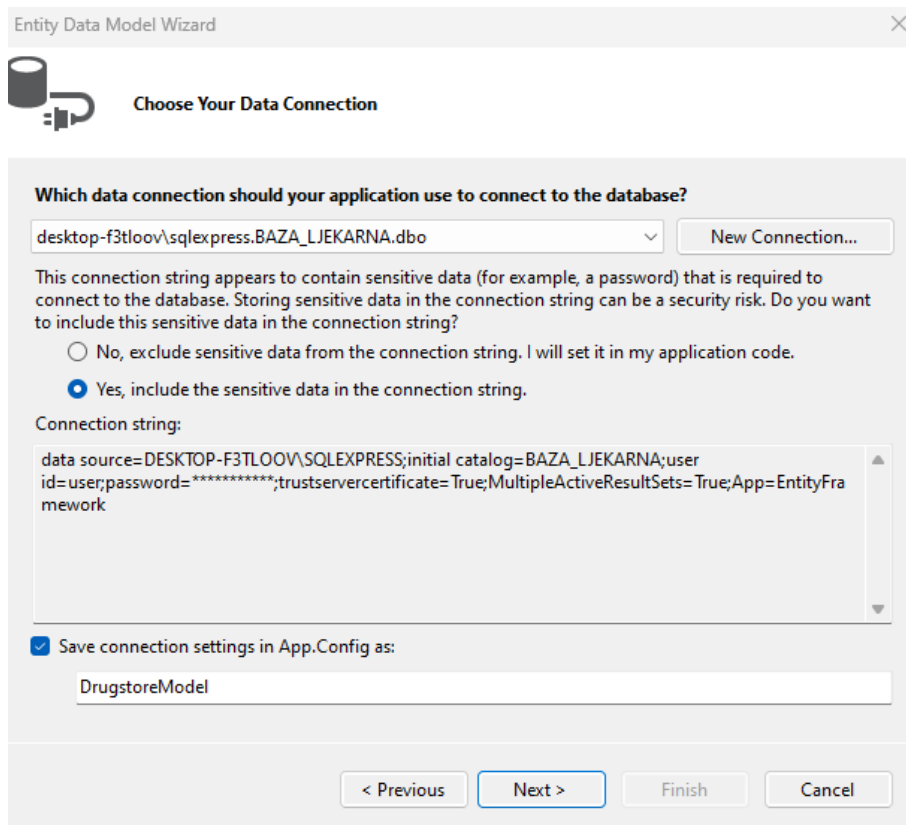 Entity Data Model Wizard
Choose Your Data Connection
Which data connection should your application use to connect to the database?
desktop-f3tloov\sqlexpress.BAZA_LJEKARNA.dbo
New Connection...
This connection string appears to contain sensitive data (for example, a password) that is required to
connect to the database. Storing sensitive data in the connection string can be a security risk. Do you want
to include this sensitive data in the connection string?
No, exclude sensitive data from the connection string. I will set it in my application code.
Yes, include the sensitive data in the connection string.
Connection string:
data source=DESKTOP-F3TLOOV\SQLEXPRESS;initial catalog=BAZA_LJEKARNA;user
id=user;password=***********;trustservercertificate=True;MultipleActiveResultSets=True;App=EntityFra
mework
Save connection settings in App.Config as:
DrugstoreModel
< Previous
Next >
Finish
Cancel